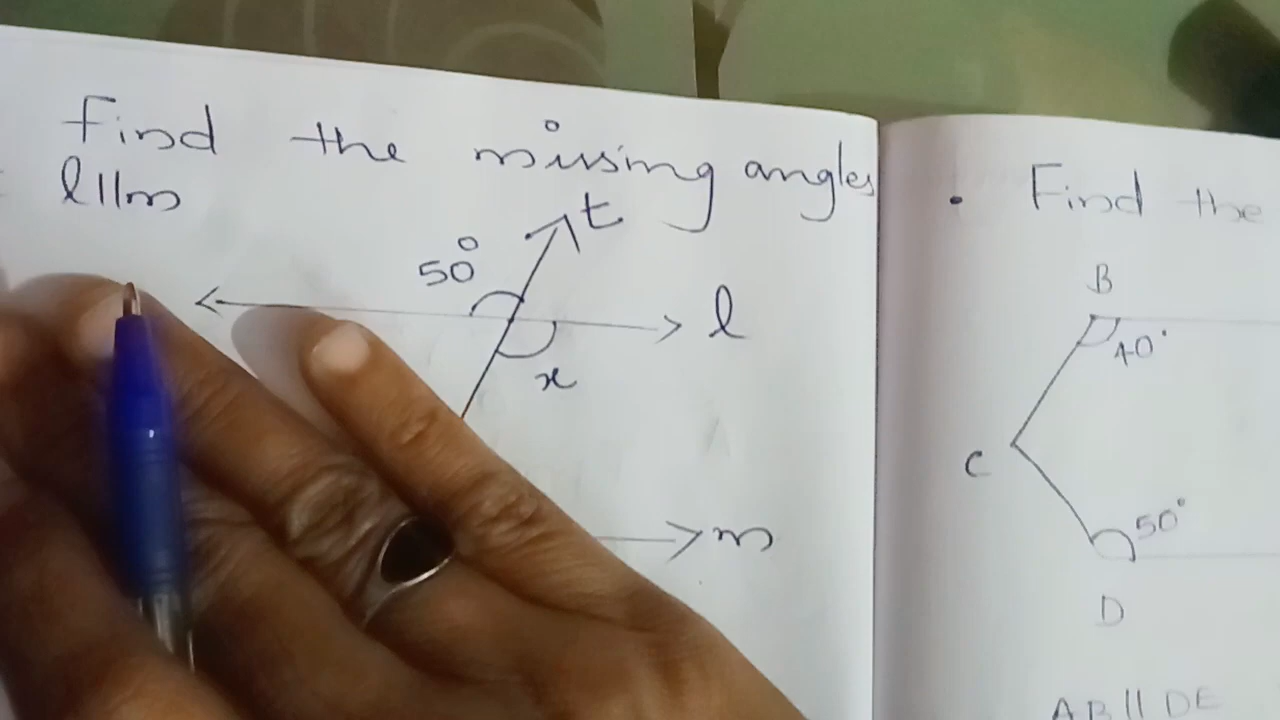 Find the missing angles
l||m
t
50°
l
x
m
. Find the
B
40°
C
50°
D
AB || DE